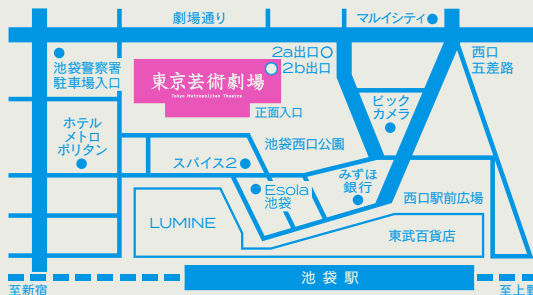 劇場通り
マルイシティ
2a出口
2b出口
西口
五差路
池袋警察署
駐車場入口
東京芸術劇場
Tokyo Metropolitan Theatre
正面入口
ビック
カメラ
ホテル
メトロ
ポリタン
池袋西口公園
スパイス2
みずほ
銀行
Esola
池袋
西口駅前広場
LUMINE
東武百貨店
池袋駅
至新宿
至上野